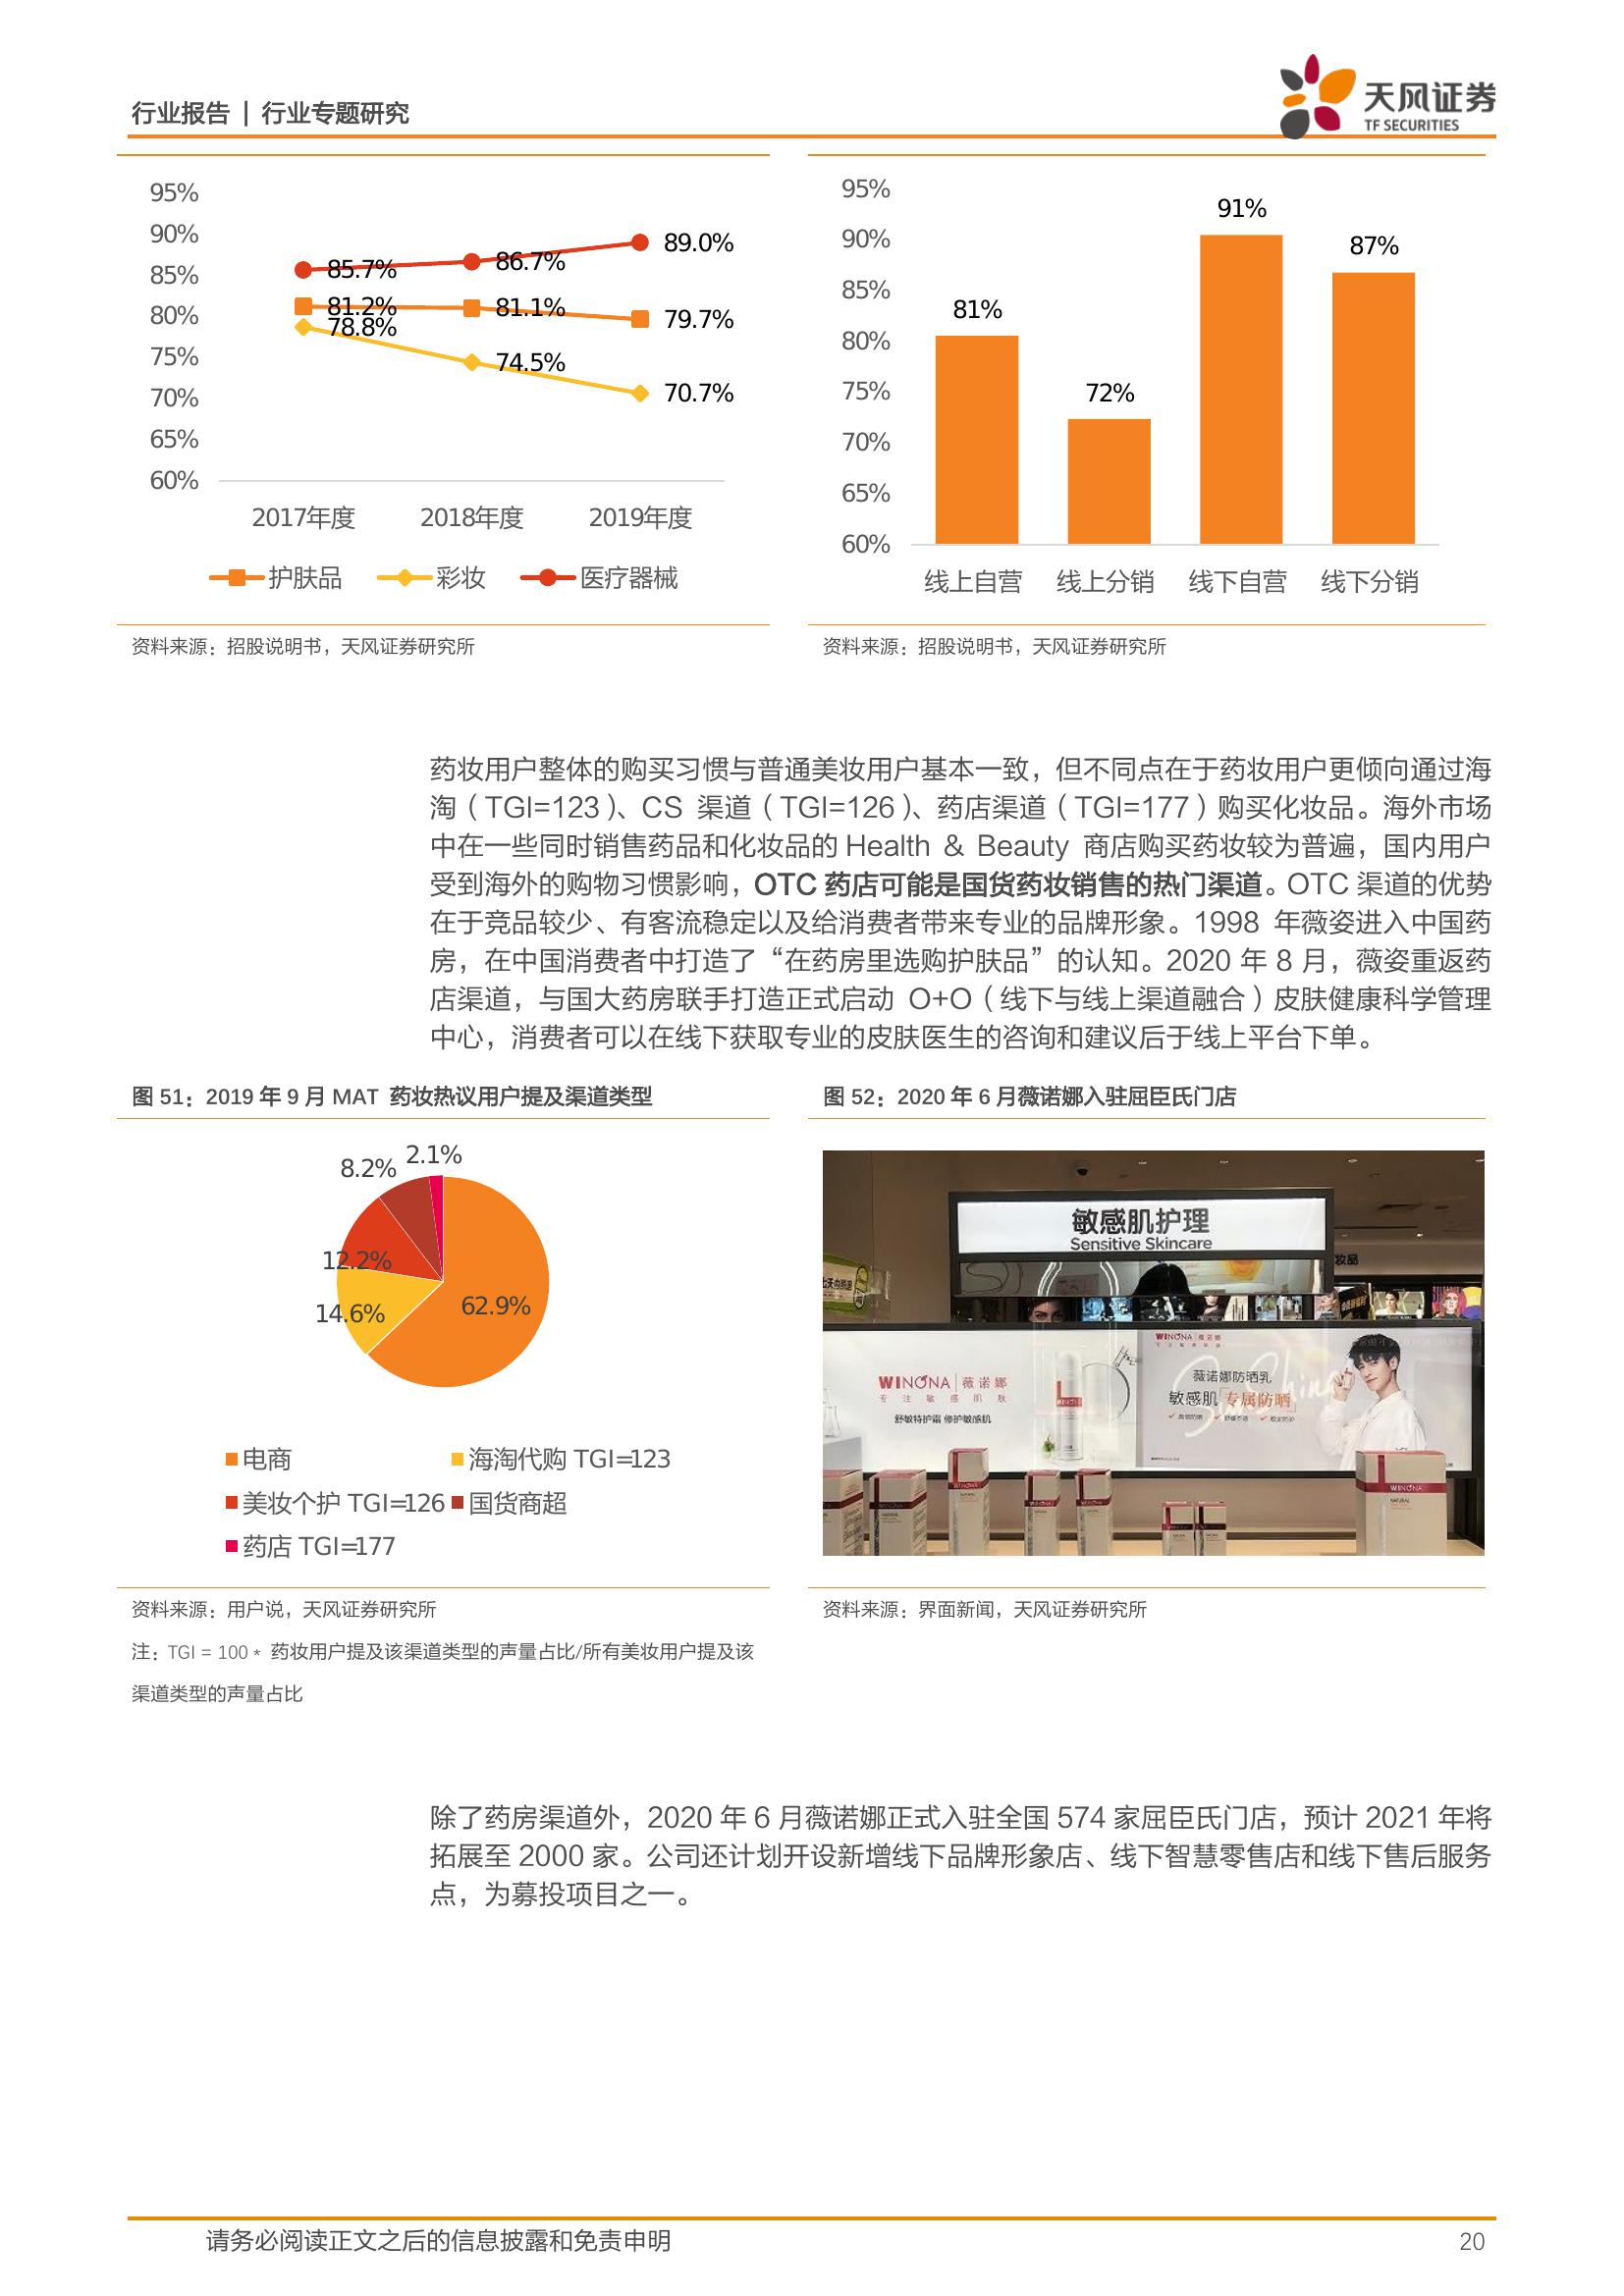 行业报告 | 行业专题研究
天风证券
TF SECURITIES
95%
90%
85%
80%
75%
70%
65%
60%
85.7%
86.7%
89.0%
81.2%
81.1%
79.7%
78.8%
74.5%
70.7%
2017年度 2018年度 2019年度
护肤品 彩妆 医疗器械
资料来源：招股说明书，天风证券研究所
95%
90%
85%
80%
75%
70%
65%
60%
81%
72%
91%
87%
线上自营 线上分销 线下自营 线下分销
资料来源：招股说明书，天风证券研究所
药妆用户整体的购买习惯与普通美妆用户基本一致，但不同点在于药妆用户更倾向通过海
淘（TGI=123）、CS 渠道（TGI=126）、药店渠道（TGI=177）购买化妆品。海外市场
中在一些同时销售药品和化妆品的 Health & Beauty 商店购买药妆较为普遍，国内用户
受到海外的购物习惯影响，OTC 药店可能是国货药妆销售的热门渠道。OTC 渠道的优势
在于竞品较少、有客流稳定以及给消费者带来专业的品牌形象。1998 年薇姿进入中国药
房，在中国消费者中打造了“在药房里选购护肤品”的认知。2020 年 8 月，薇姿重返药
店渠道，与国大药房联手打造正式启动 O+O（线下与线上渠道融合）皮肤健康科学管理
中心，消费者可以在线下获取专业的皮肤医生的咨询和建议后于线上平台下单。
图 51：2019 年 9 月 MAT 药妆热议用户提及渠道类型
2.1%
8.2%
12.2%
14.6%
62.9%
电商 海淘代购 TGI=123
美妆个护 TGI=126 国货商超
药店 TGI=177
资料来源：用户说，天风证券研究所
注：TGI = 100 * 药妆用户提及该渠道类型的声量占比/所有美妆用户提及该
渠道类型的声量占比
图 52：2020 年 6 月薇诺娜入驻屈臣氏门店
敏感肌护理
Sensitive Skincare
妆品
WINONA 薇诺娜
专注敏感肌肤
舒敏特护霜 修护敏感肌
WINONA 薇诺娜
薇诺娜防晒乳
敏感肌「专属防晒」
WINONA
WINONA
资料来源：界面新闻，天风证券研究所
除了药房渠道外，2020 年 6 月薇诺娜正式入驻全国 574 家屈臣氏门店，预计 2021 年将
拓展至 2000 家。公司还计划开设新增线下品牌形象店、线下智慧零售店和线下售后服务
点，为募投项目之一。
请务必阅读正文之后的信息披露和免责申明
20